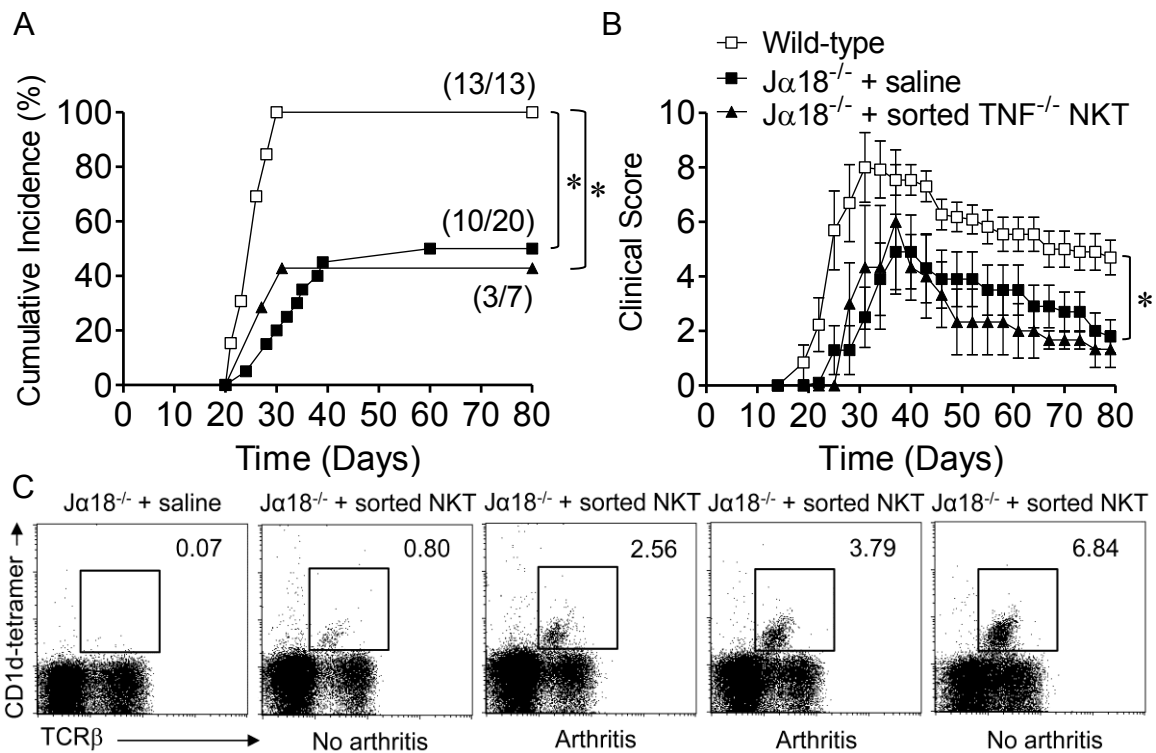 A
Cumulative Incidence (%)
100
80
60
40
20
0
(13/13)
(10/20)
(3/7)
*
*
0 10 20 30 40 50 60 70 80
Time (Days)
B
Wild-type
Jα18-/- + saline
Jα18-/- + sorted TNF-/- NKT
Clinical Score
10
8
6
4
2
0
*
0 10 20 30 40 50 60 70 80
Time (Days)
C
Jα18-/- + saline
0.07
Jα18-/- + sorted NKT
0.80
Jα18-/- + sorted NKT
2.56
Jα18-/- + sorted NKT
3.79
Jα18-/- + sorted NKT
6.84
CD1d-tetramer
TCRβ
No arthritis
Arthritis
Arthritis
No arthritis